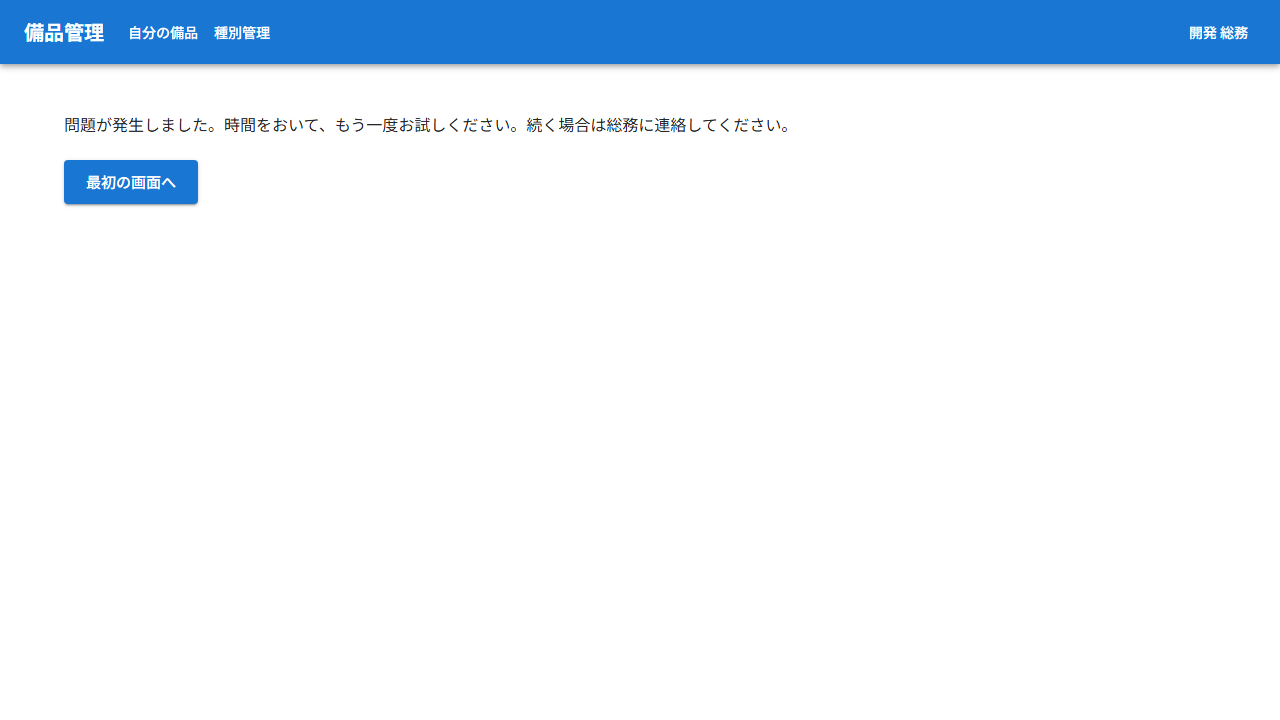 備品管理 自分の備品 種別管理 開発 総務
問題が発生しました。時間をおいて、もう一度お試しください。続く場合は総務に連絡してください。
最初の画面へ